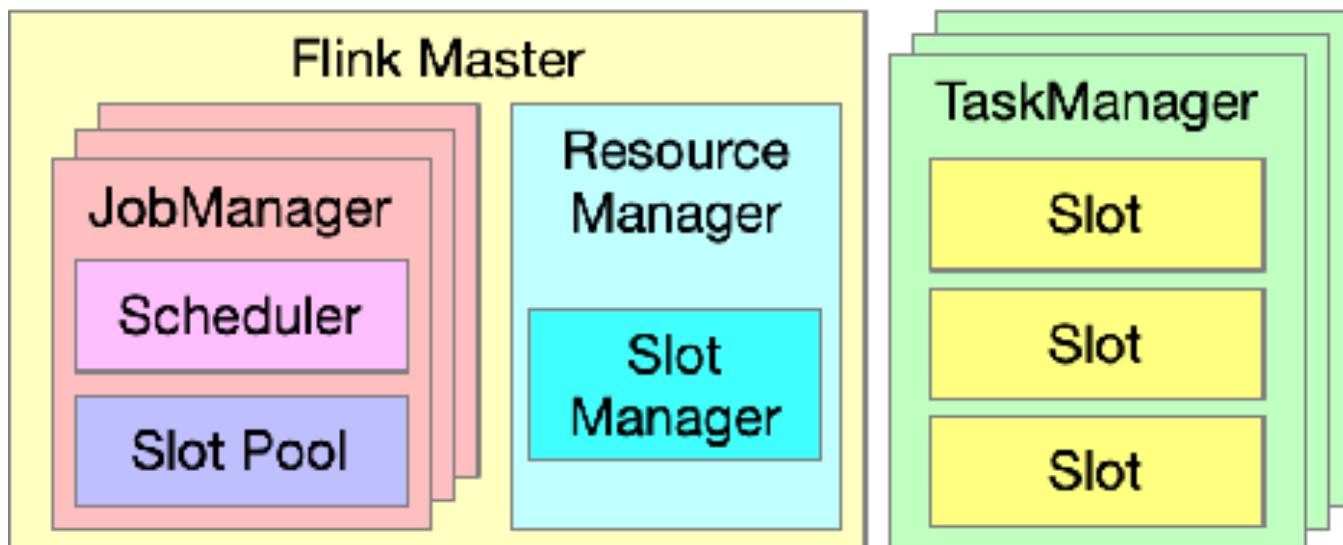 Flink Master
JobManager
Scheduler
Slot Pool
Resource
Manager
Slot
Manager
TaskManager
Slot
Slot
Slot